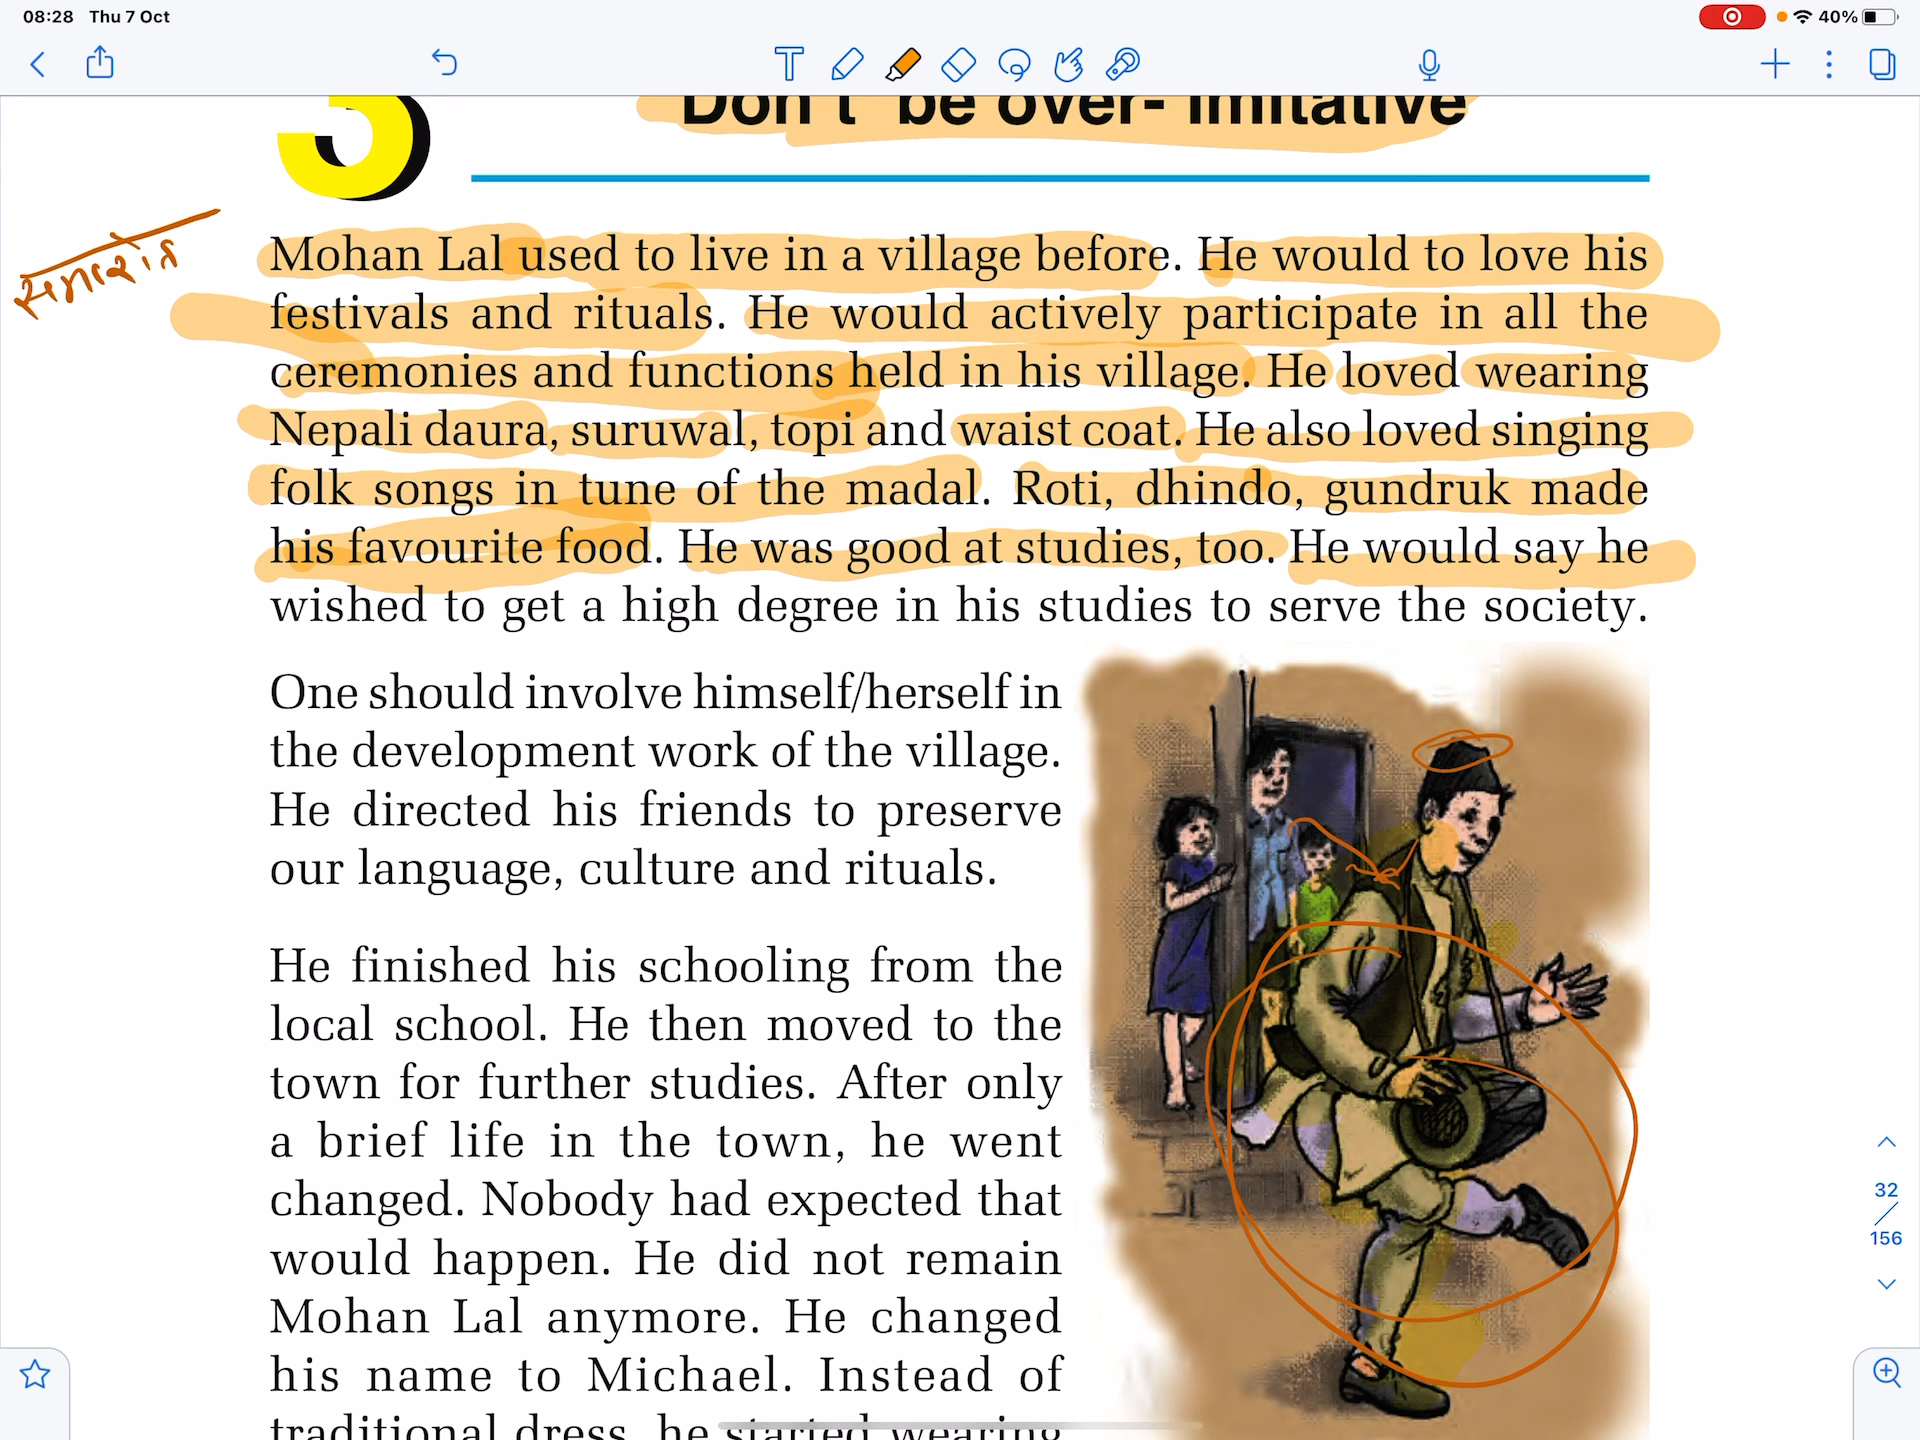 08:28 Thu 7 Oct
40%
3 Don't be over- imitative
Mohan Lal used to live in a village before. He would to love his
festivals and rituals. He would actively participate in all the
ceremonies and functions held in his village. He loved wearing
Nepali daura, suruwal, topi and waist coat. He also loved singing
folk songs in tune of the madal. Roti, dhindo, gundruk made
his favourite food. He was good at studies, too. He would say he
wished to get a high degree in his studies to serve the society.
One should involve himself/herself in
the development work of the village.
He directed his friends to preserve
our language, culture and rituals.
He finished his schooling from the
local school. He then moved to the
town for further studies. After only
a brief life in the town, he went
changed. Nobody had expected that
would happen. He did not remain
Mohan Lal anymore. He changed
his name to Michael. Instead of
traditional dress, he started wearing
32
/
156